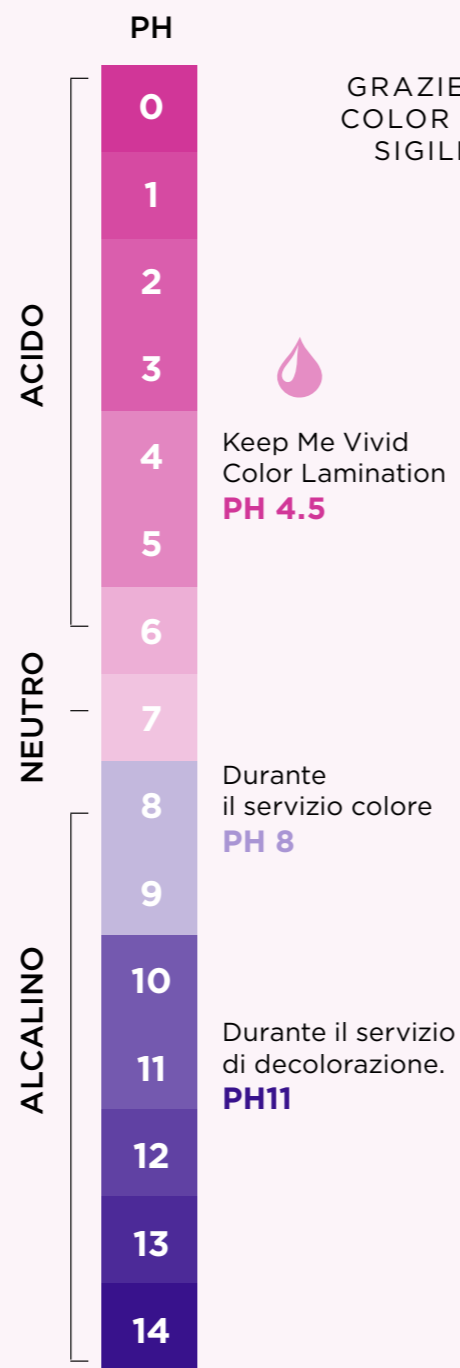 PH
GRAZIE
COLOR
SIGIL
ACIDO
NEUTRO
ALCALINO
0
1
2
3
4
5
6
7
8
9
10
11
12
13
14
Keep Me Vivid
Color Lamination
PH 4.5
Durante
il servizio colore
PH 8
Durante il servizio
di decolorazione.
PH11